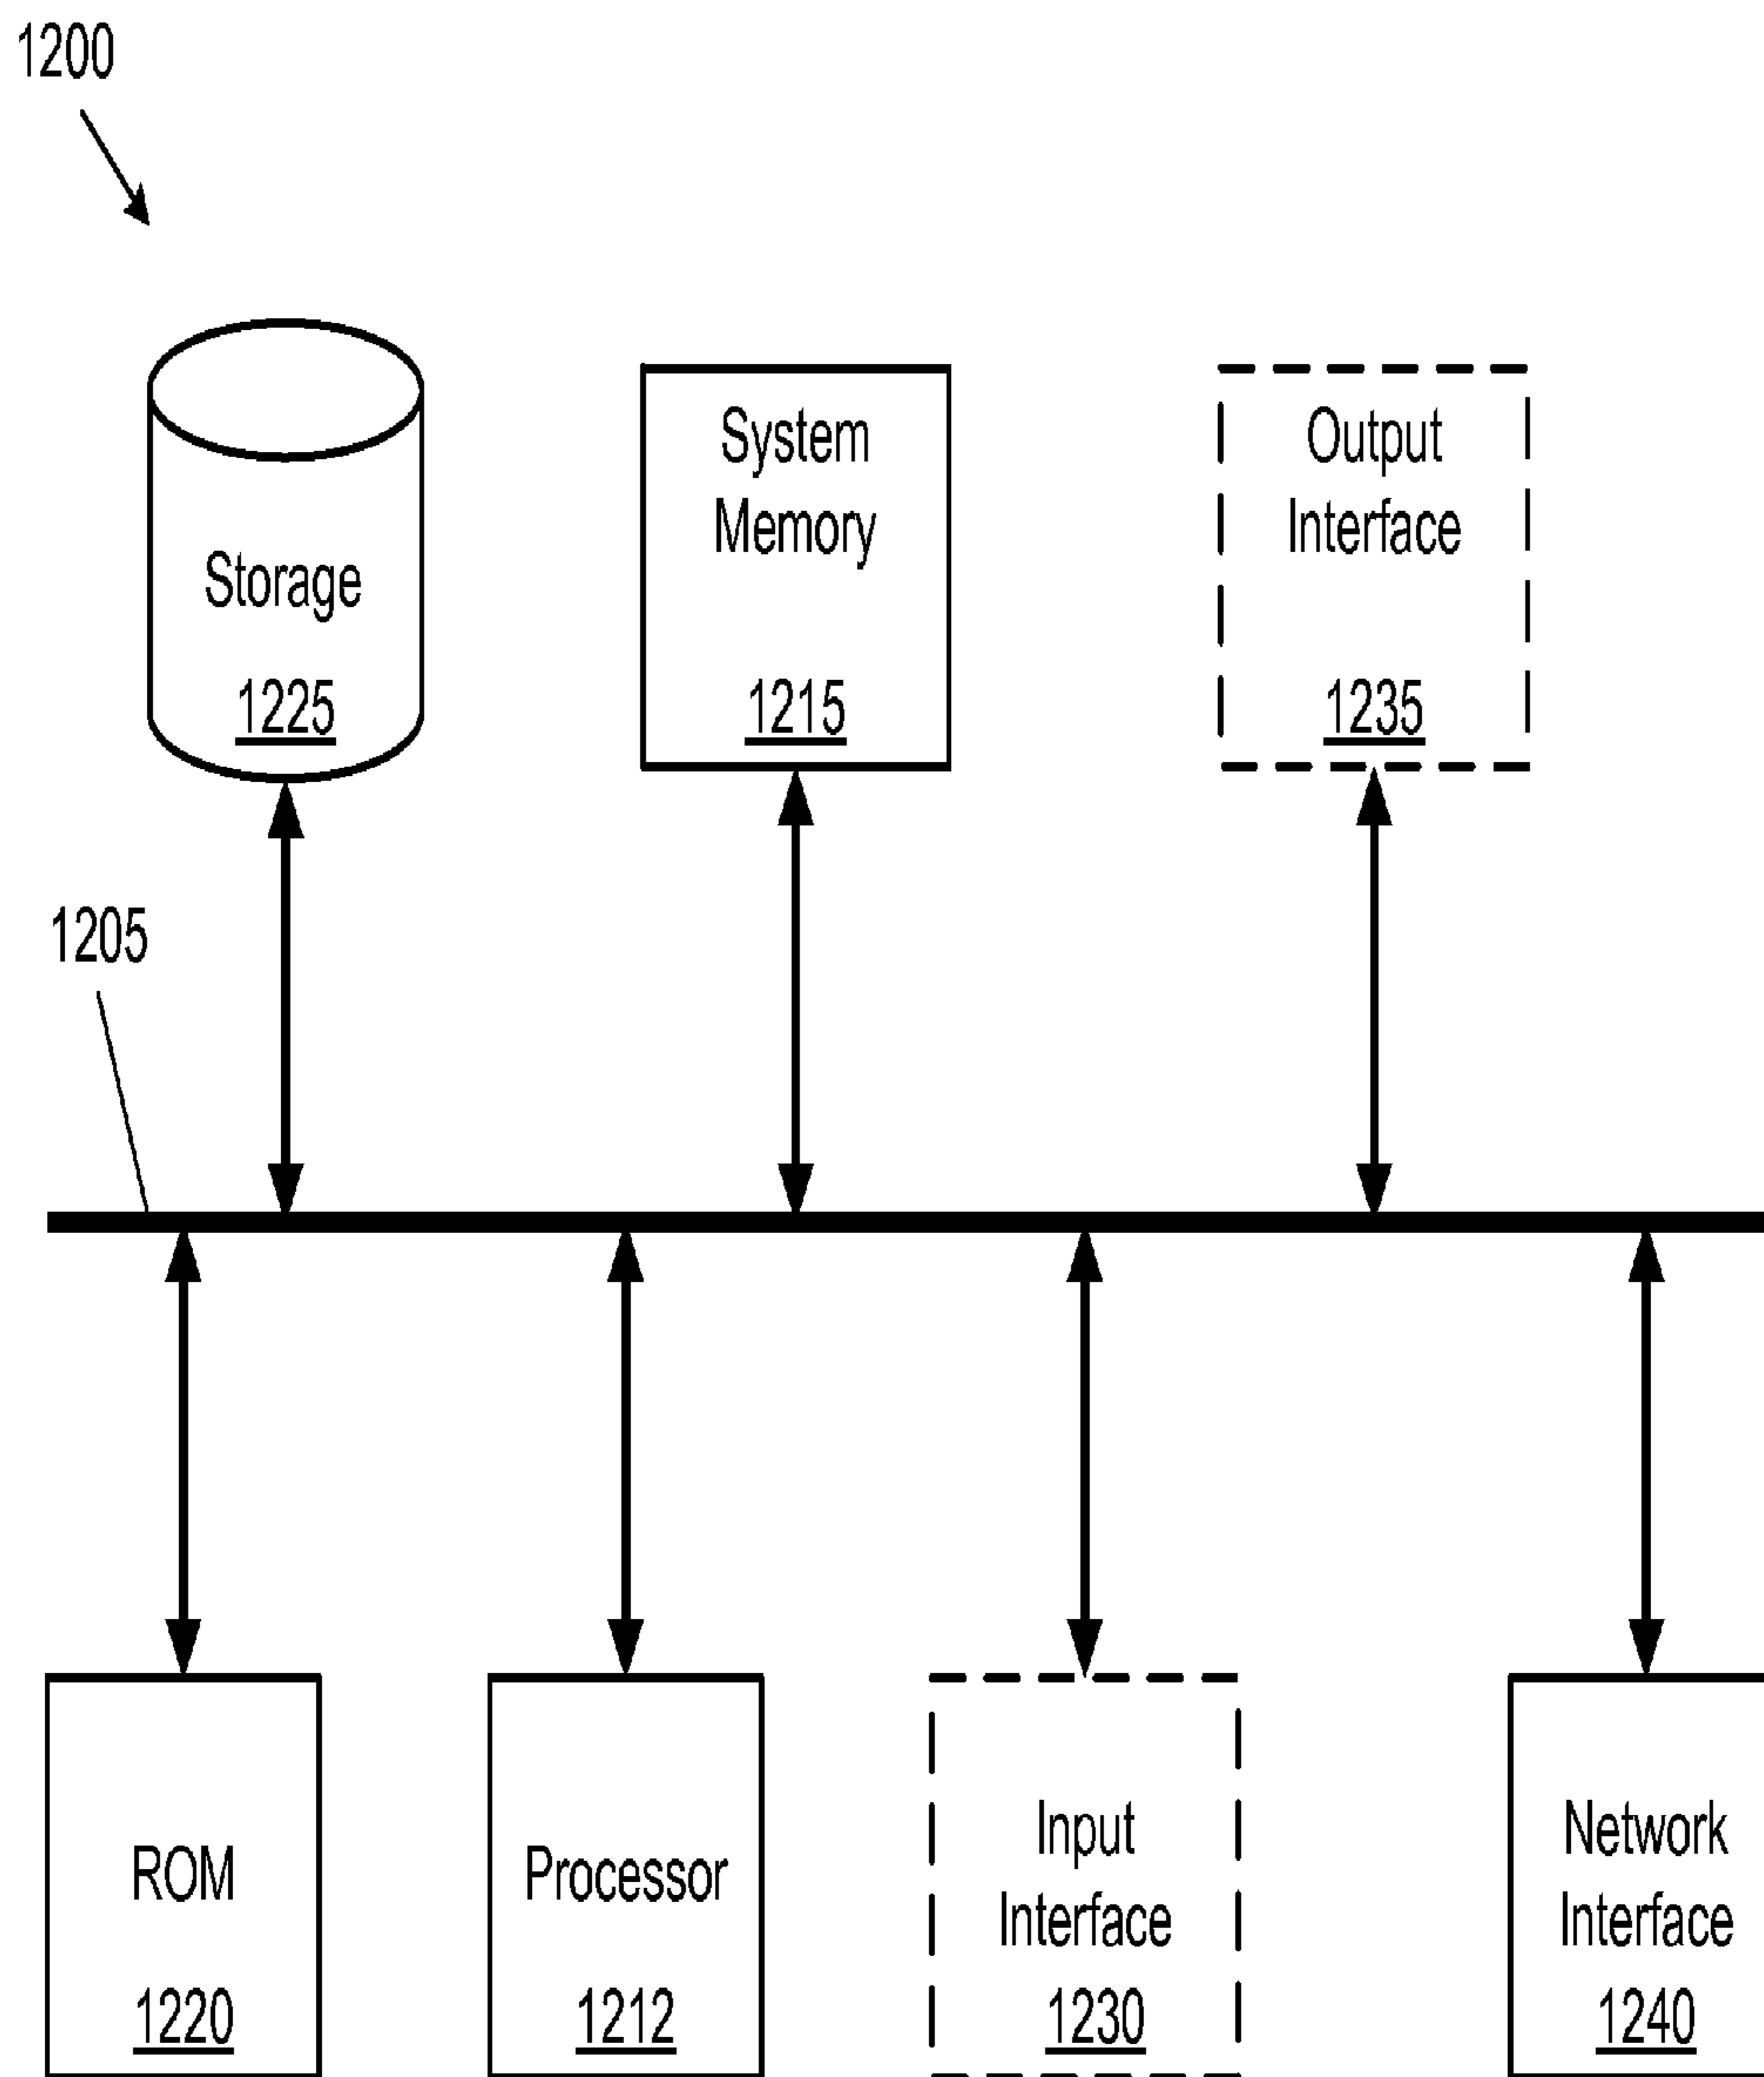 1200
Storage
1225
System
Memory
1215
Output
Interface
1235
1205
ROM
1220
Processor
1212
Input
Interface
1230
Network
Interface
1240